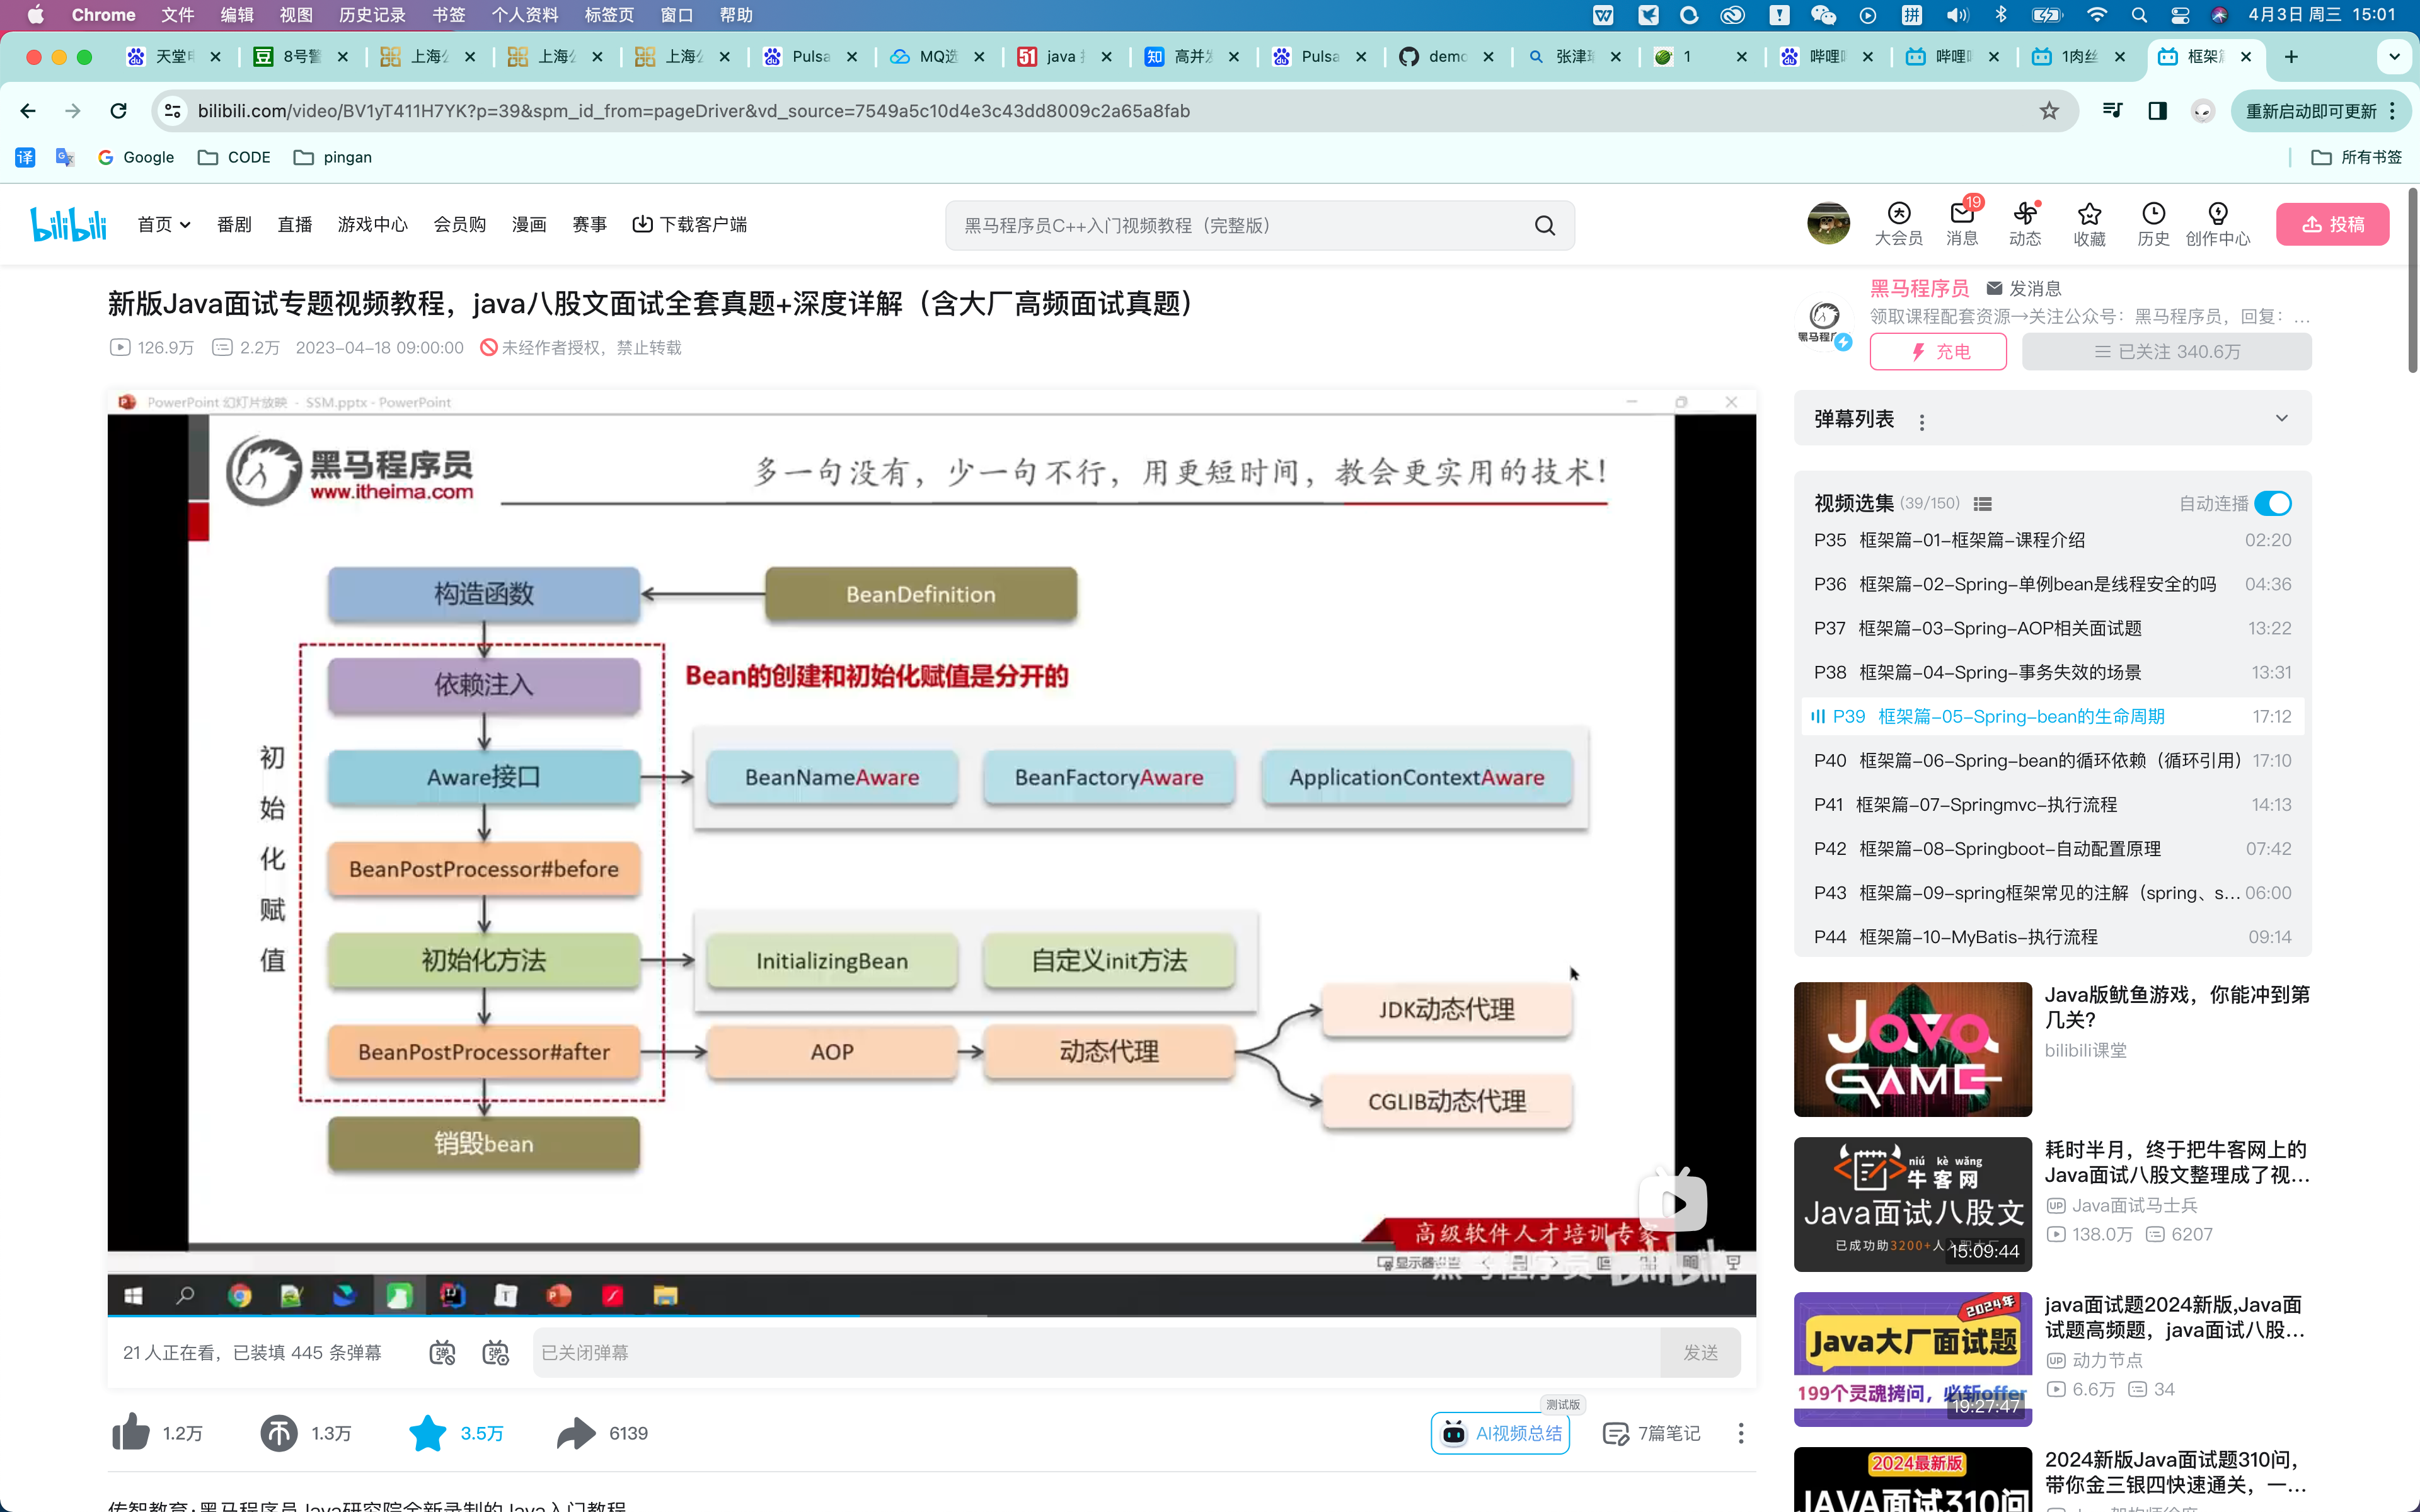 Chrome 文件 编辑 视图 历史记录 书签 个人资料 标签页 窗口 帮助
4月3日 周三 15:01
天堂 8号警 上海 上海 上海 Pulsa MQ选 java 高并发 Pulsa demo 张津 1 哔哩 哔哩 1肉丝 框架
bilibili.com/video/BV1yT411H7YK?p=39&spm_id_from=pageDriver&vd_source=7549a5c10d4e3c43dd8009c2a65a8fab
重新启动即可更新
译 Google CODE pingan
所有书签
bilibili 首页 番剧 直播 游戏中心 会员购 漫画 赛事 下载客户端
黑马程序员C++入门视频教程（完整版）
大会员 消息 19 动态 收藏 历史 创作中心 投稿
新版Java面试专题视频教程，java八股文面试全套真题+深度详解（含大厂高频面试真题）
126.9万 2.2万 2023-04-18 09:00:00 未经作者授权，禁止转载
黑马程序员 发消息
领取课程配套资源→关注公众号：黑马程序员，回复：...
充电 已关注 340.6万
PowerPoint 幻灯片放映 - SSM.pptx - PowerPoint
黑马程序员
www.itheima.com
多一句没有，少一句不行，用更短时间，教会更实用的技术！
构造函数
BeanDefinition
依赖注入
Bean的创建和初始化赋值是分开的
初始化赋值
Aware接口
BeanNameAware
BeanFactoryAware
ApplicationContextAware
BeanPostProcessor#before
初始化方法
InitializingBean
自定义init方法
BeanPostProcessor#after
AOP
动态代理
JDK动态代理
CGLIB动态代理
销毁bean
高级软件人才培训专家
黑马程序员 bilibili
21人正在看，已装填 445 条弹幕
已关闭弹幕
发送
1.2万 1.3万 3.5万 6139
测试版
AI视频总结
7篇笔记
弹幕列表
视频选集 (39/150) 自动连播
P35 框架篇-01-框架篇-课程介绍 02:20
P36 框架篇-02-Spring-单例bean是线程安全的吗 04:36
P37 框架篇-03-Spring-AOP相关面试题 13:22
P38 框架篇-04-Spring-事务失效的场景 13:31
P39 框架篇-05-Spring-bean的生命周期 17:12
P40 框架篇-06-Spring-bean的循环依赖（循环引用） 17:10
P41 框架篇-07-Springmvc-执行流程 14:13
P42 框架篇-08-Springboot-自动配置原理 07:42
P43 框架篇-09-spring框架常见的注解（spring、s... 06:00
P44 框架篇-10-MyBatis-执行流程 09:14
Java GAME
Java版鱿鱼游戏，你能冲到第
几关？
bilibili课堂
niú kè wǎng
牛客网
Java面试八股文
已成功助3200+人
15:09:44
耗时半月，终于把牛客网上的
Java面试八股文整理成了视...
Java面试马士兵
138.0万 6207
2024年
Java大厂面试题
199个灵魂拷问，必斩offer
19:27:47
java面试题2024新版,Java面
试题高频题，java面试八股...
动力节点
6.6万 34
2024最新版
JAVA面试310问
2024新版Java面试题310问，
带你金三银四快速通关，一...
传智教育·黑马程序员Java研究院全新录制的Java入门教程